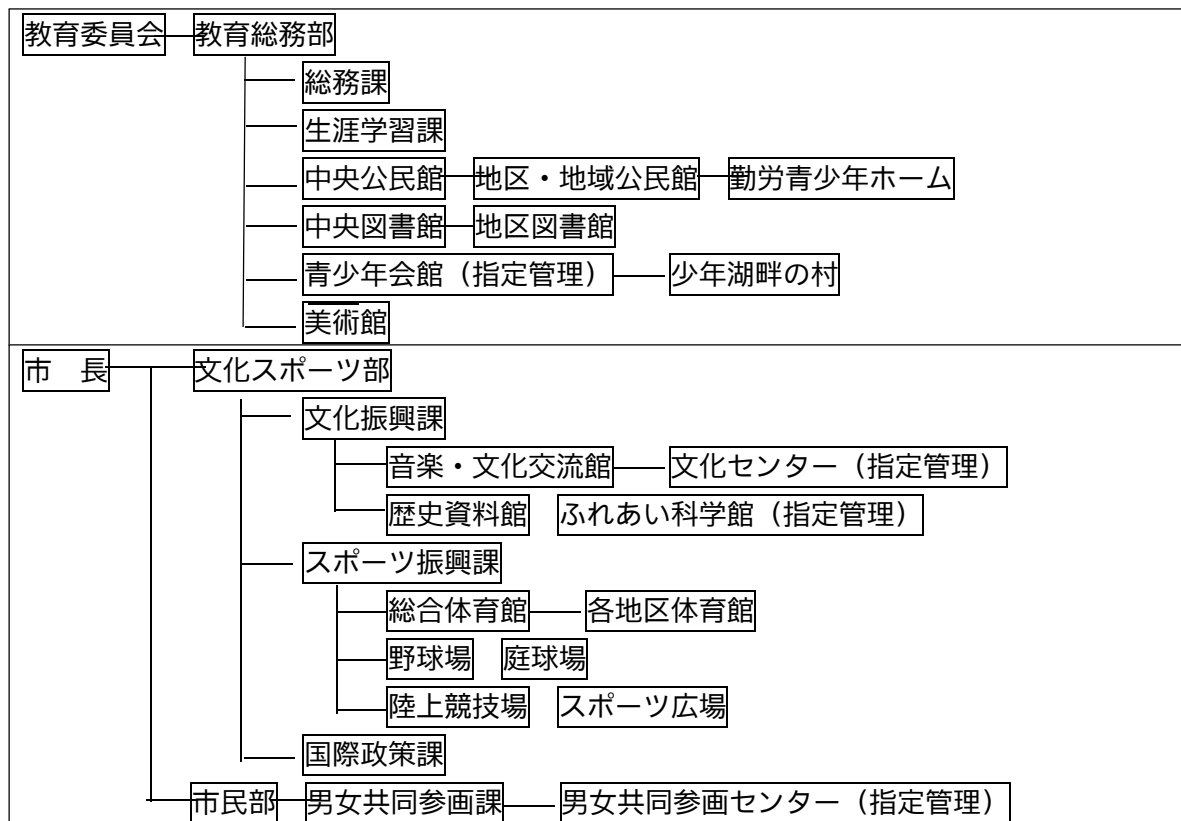 教育委員会 教育総務部
総務課
生涯学習課
中央公民館 地区・地域公民館 勤労青少年ホーム
中央図書館 地区図書館
青少年会館（指定管理） 少年湖畔の村
美術館
市　長 文化スポーツ部
文化振興課
音楽・文化交流館 文化センター（指定管理）
歴史資料館 ふれあい科学館（指定管理）
スポーツ振興課
総合体育館 各地区体育館
野球場 庭球場
陸上競技場 スポーツ広場
国際政策課
市民部 男女共同参画課 男女共同参画センター（指定管理）